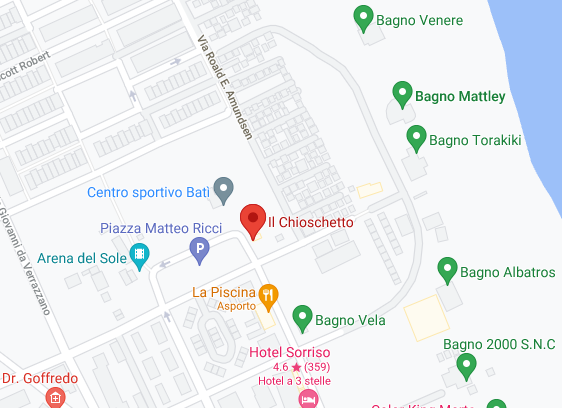 Bagno Venere
cott Robert
Via Roald E. Amundsen
Bagno Mattley
Bagno Torakiki
Centro sportivo Batì
Il Chioschetto
Piazza Matteo Ricci
P
Arena del Sole
Giovanni da Verrazzano
Bagno Albatros
La Piscina
Asporto
Bagno Vela
Bagno 2000 S.N.C
Hotel Sorriso
4.6 ★ (359)
Hotel a 3 stelle
Dr. Goffredo